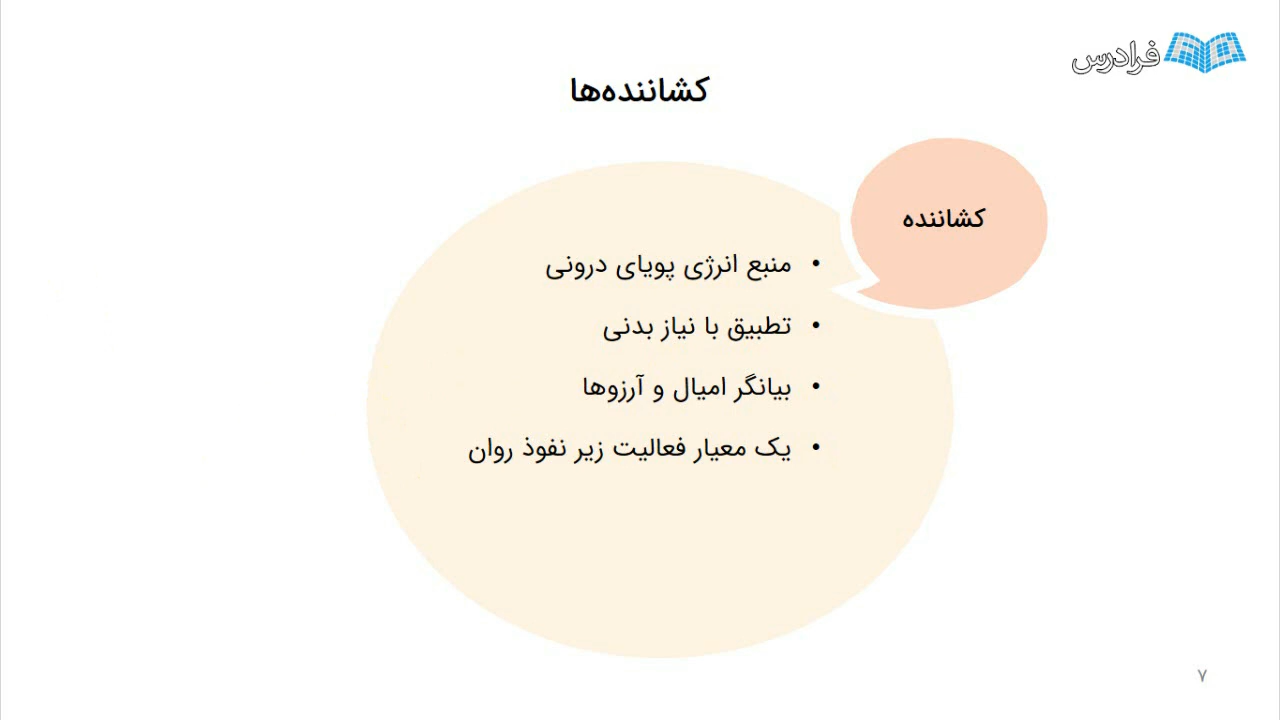 فرادرس
کشاننده‌ها
کشاننده
• منبع انرژی پویای درونی
• تطبیق با نیاز بدنی
• بیانگر امیال و آرزوها
• یک معیار فعالیت زیر نفوذ روان
۷